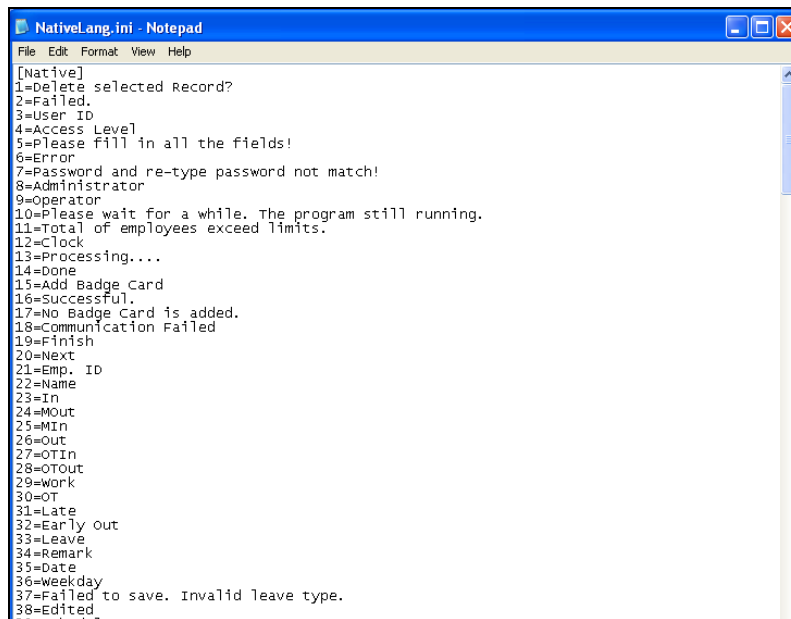 NativeLang.ini - Notepad
File Edit Format View Help
[Native]
1=Delete selected Record?
2=Failed.
3=User ID
4=Access Level
5=Please fill in all the fields!
6=Error
7=Password and re-type password not match!
8=Administrator
9=Operator
10=Please wait for a while. The program still running.
11=Total of employees exceed limits.
12=Clock
13=Processing....
14=Done
15=Add Badge Card
16=Successful.
17=No Badge Card is added.
18=Communication Failed
19=Finish
20=Next
21=Emp. ID
22=Name
23=In
24=MOut
25=MIn
26=Out
27=OTIn
28=OTOut
29=Work
30=OT
31=Late
32=Early Out
33=Leave
34=Remark
35=Date
36=Weekday
37=Failed to save. Invalid leave type.
38=Edited